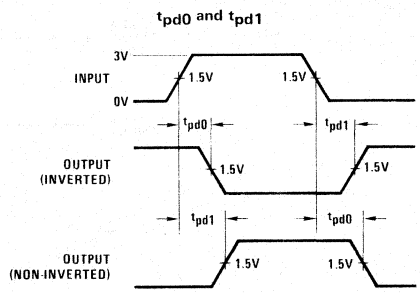 tpd0 and tpd1
3V
INPUT
1.5V
1.5V
0V
tpd0
tpd1
OUTPUT
(INVERTED)
1.5V
1.5V
tpd1
tpd0
OUTPUT
(NON-INVERTED)
1.5V
1.5V